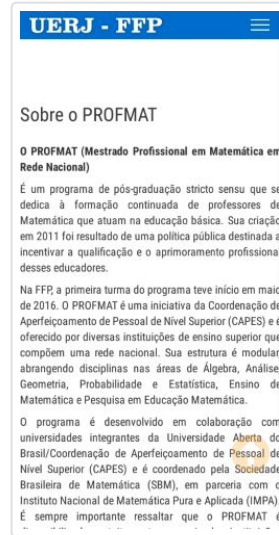 UERJ - FFP
Sobre o PROFMAT
O PROFMAT (Mestrado Profissional em Matemática em
Rede Nacional)
É um programa de pós-graduação stricto sensu que se
dedica à formação continuada de professores de
Matemática que atuam na educação básica. Sua criação
em 2011 foi resultado de uma política pública destinada a
incentivar a qualificação e o aprimoramento profissional
desses educadores.
Na FFP, a primeira turma do programa teve início em maio
de 2016. O PROFMAT é uma iniciativa da Coordenação de
Aperfeiçoamento de Pessoal de Nível Superior (CAPES) e é
oferecido por diversas instituições de ensino superior que
compõem uma rede nacional. Sua estrutura é modular
abrangendo disciplinas nas áreas de Álgebra, Análise,
Geometria, Probabilidade e Estatística, Ensino de
Matemática e Pesquisa em Educação Matemática.
O programa é desenvolvido em colaboração com
universidades integrantes da Universidade Aberta do
Brasil/Coordenação de Aperfeiçoamento de Pessoal de
Nível Superior (CAPES) e é coordenado pela Sociedade
Brasileira de Matemática (SBM), em parceria com o
Instituto Nacional de Matemática Pura e Aplicada (IMPA).
É sempre importante ressaltar que o PROFMAT é